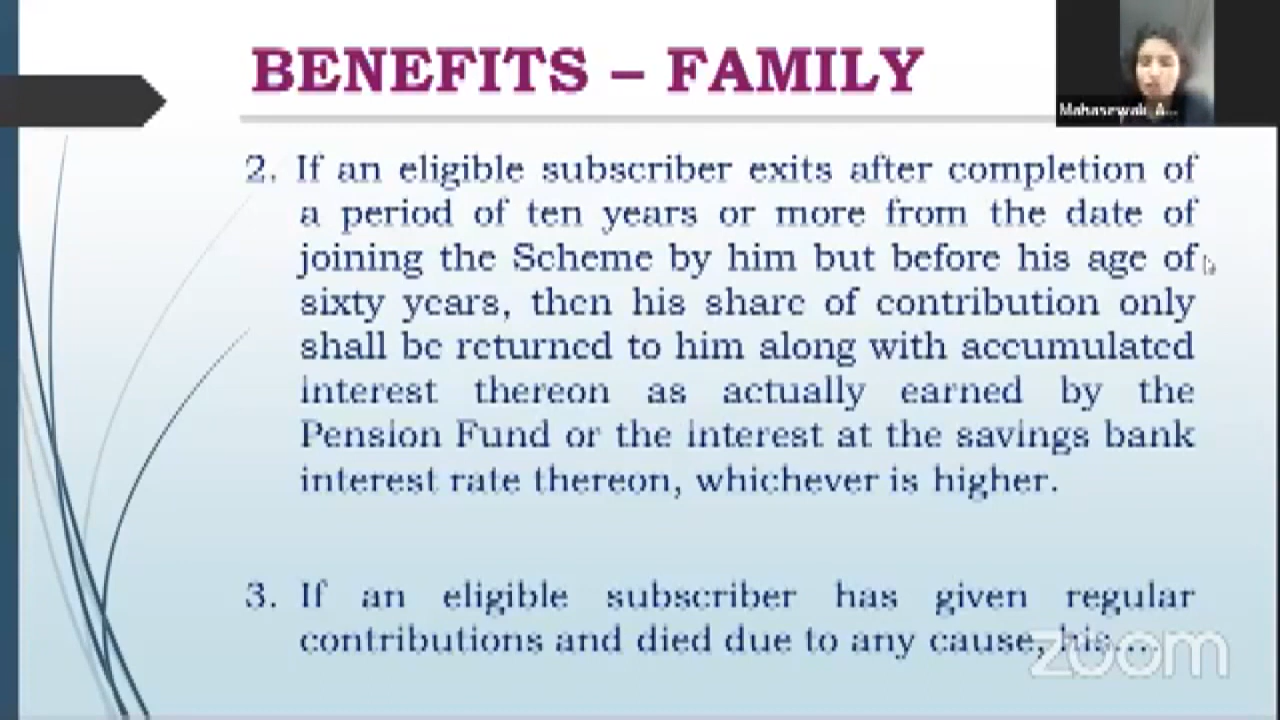 BENEFITS – FAMILY
Mahasewak_A...
2. If an eligible subscriber exits after completion of
a period of ten years or more from the date of
joining the Scheme by him but before his age of
sixty years, then his share of contribution only
shall be returned to him along with accumulated
interest thereon as actually earned by the
Pension Fund or the interest at the savings bank
interest rate thereon, whichever is higher.
3. If an eligible subscriber has given regular
contributions and died due to any cause, his....
zoom